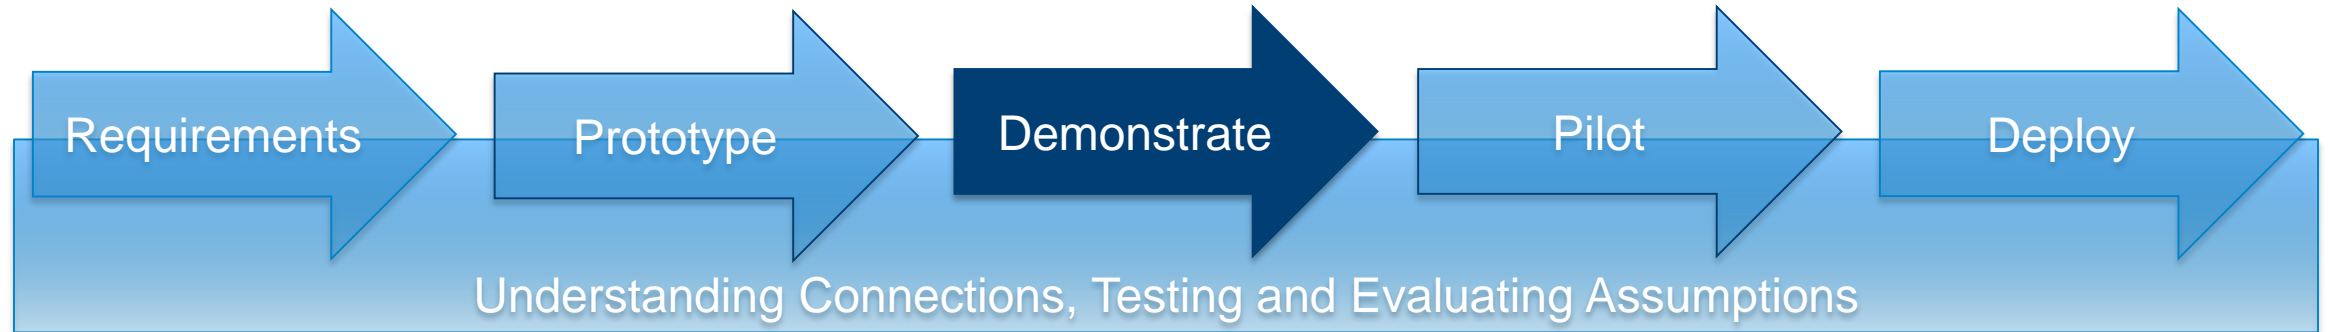 Requirements
Prototype
Demonstrate
Pilot
Deploy
Understanding Connections, Testing and Evaluating Assumptions